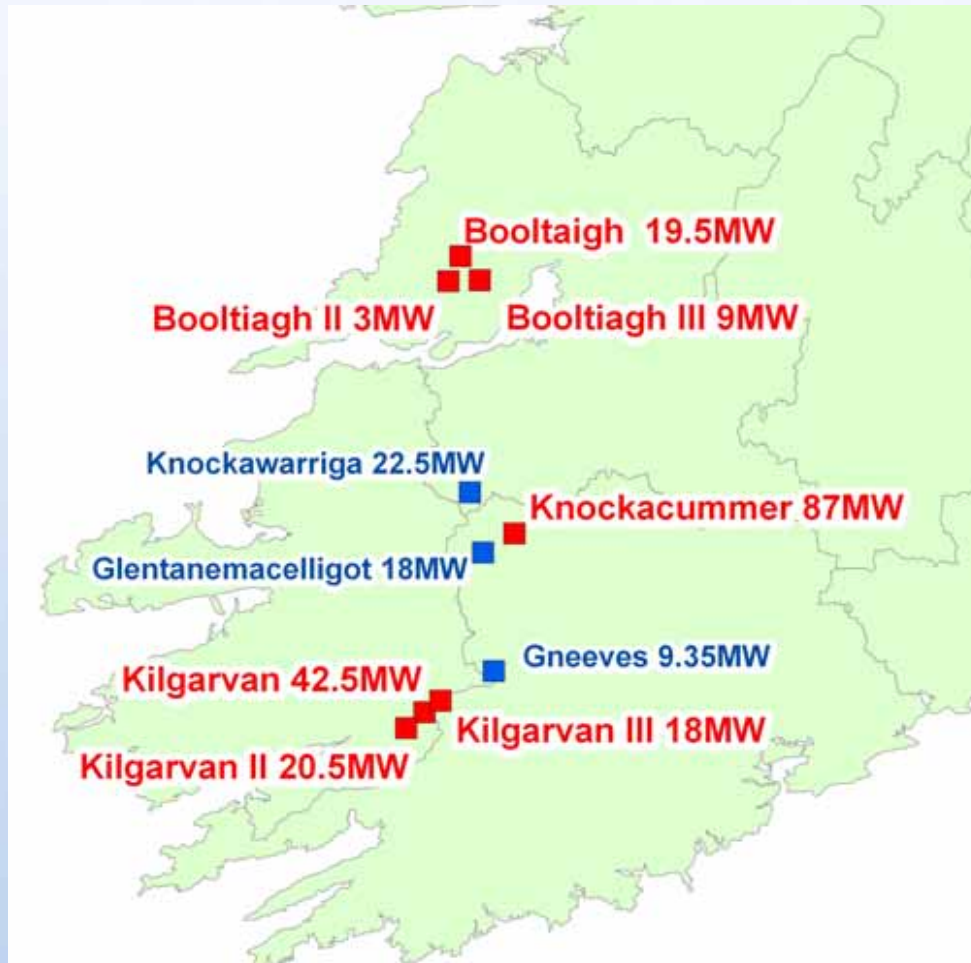 Booltaigh 19.5MW
Booltiagh II 3MW
Booltiagh III 9MW
Knockawarriga 22.5MW
Knockacummer 87MW
Glentanemacelligot 18MW
Gneeves 9.35MW
Kilgarvan 42.5MW
Kilgarvan III 18MW
Kilgarvan II 20.5MW